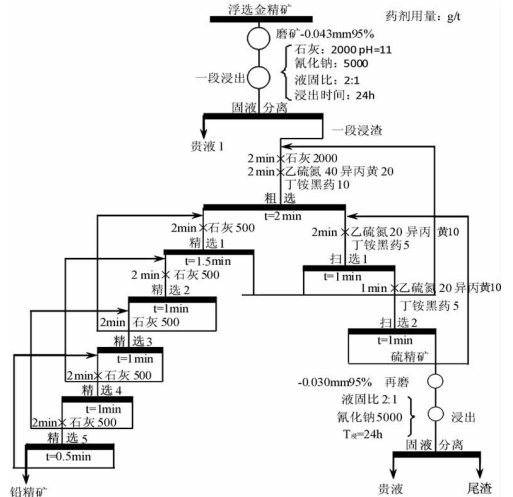 浮选金精矿
药剂用量：g/t
磨矿-0.043mm95%
石灰：2000 pH=11
氰化钠：5000
液固比：2:1
浸出时间：24h
一段浸出
固液 分离
贵液1
一段浸渣
2min×石灰2000
2min×乙硫氮 40 异丙黄 20
丁铵黑药10
粗 选
t=2min
2min×石灰500
2min×乙硫氮20 异丙 黄10
丁铵黑药5
精 选1
t=1.5min
扫 选1
t=1min
2min×石灰500
1min×乙硫氮 20 异丙黄10
丁铵黑药 5
精 选2
t=1min
2min 石灰500
扫 选2
t=1min
硫精矿
精 选3
t=1min
2min×石灰500
-0.030mm95% 再磨
精 选4
t=1min
液固比2:1
氰化钠5000
T浸=24h
浸出
2min×石灰500
精 选5
t=0.5min
固液 分离
铅精矿
贵液
尾渣